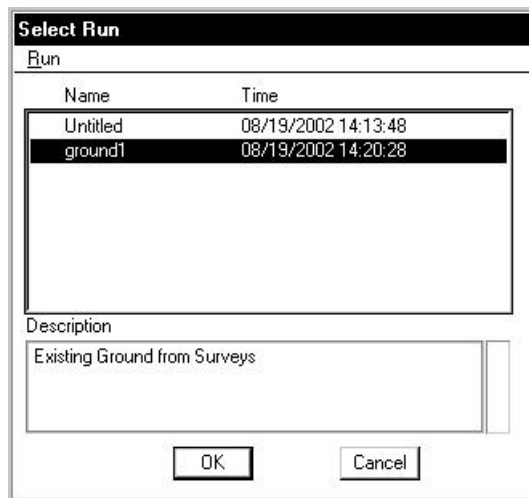 Select Run
Run
Name Time
Untitled 08/19/2002 14:13:48
ground1 08/19/2002 14:20:28
Description
Existing Ground from Surveys
OK Cancel